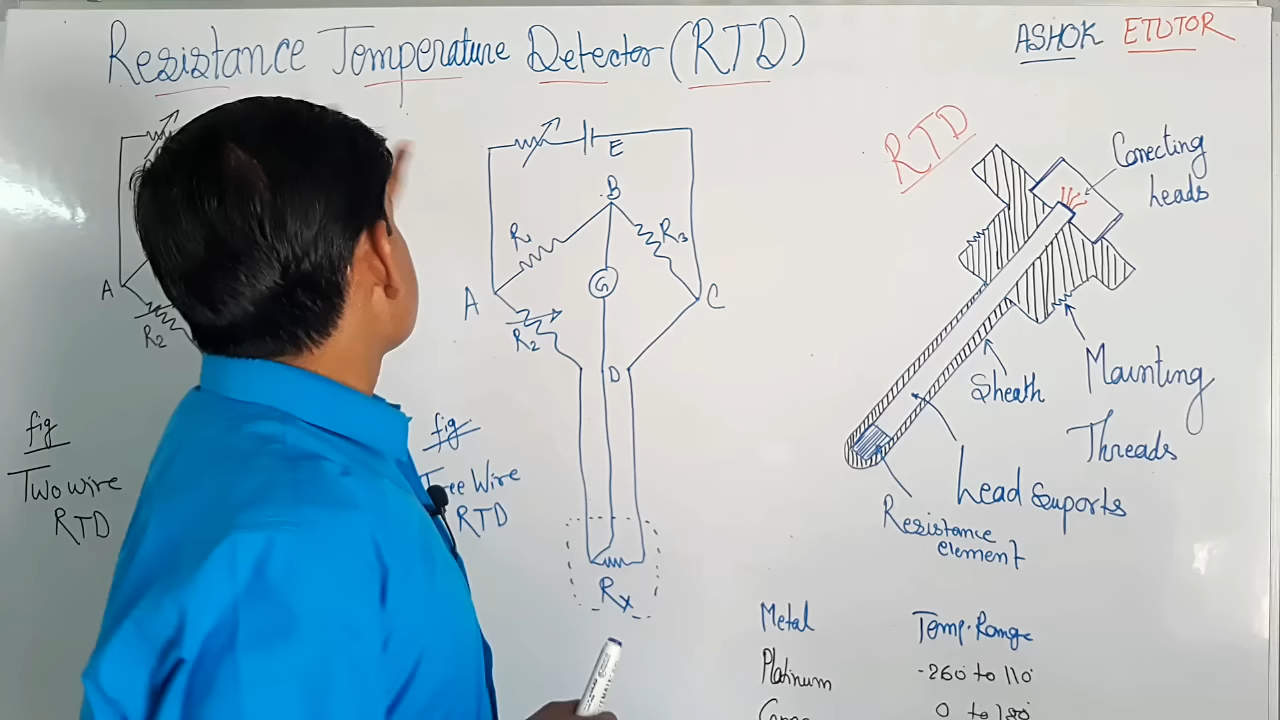 Resistance Temperature Detector (RTD)
ASHOK ETUTOR
RTD
Conecting
leads
E
B
R1
R3
G
A
C
R2
D
Rx
A
R2
fig
Two wire
RTD
fig
RTD
Sheath
Mounting
Threads
Lead Supports
Resistance
element
Metal Temp. Range
Platinum -260° to 110°
0 to